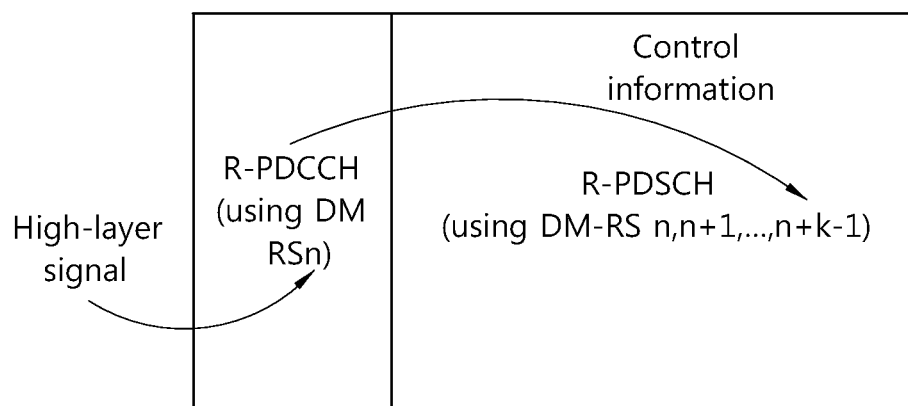 Control
information
R-PDCCH
(using DM
RSn)
R-PDSCH
(using DM-RS n,n+1,...,n+k-1)
High-layer
signal